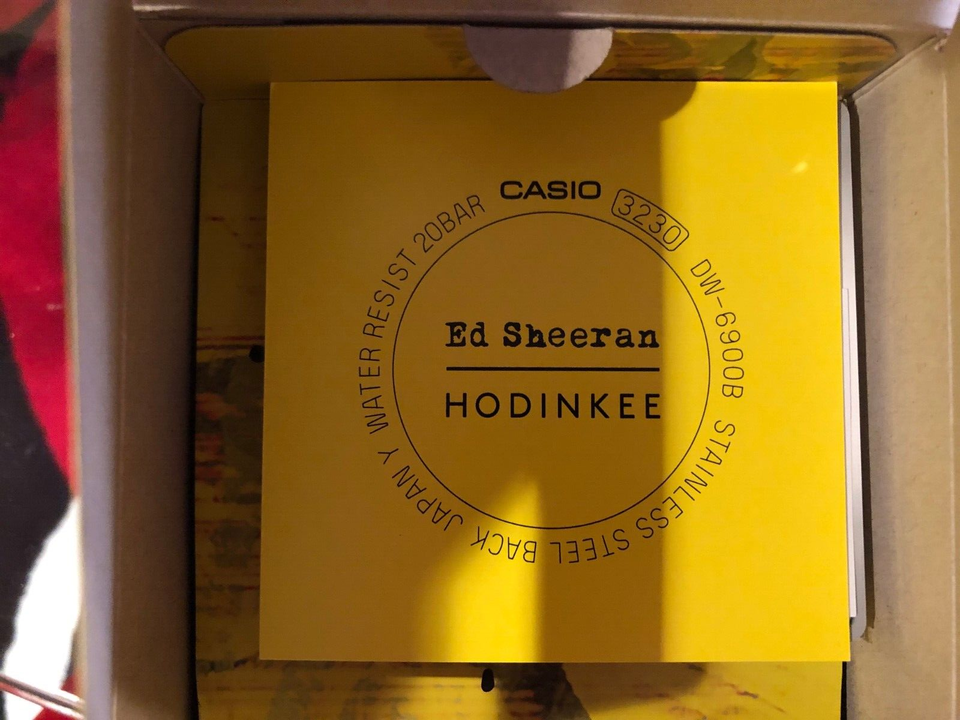 CASIO
3230
DW-6900B STAINLESS STEEL BACK JAPAN Y WATER RESIST 20BAR
Ed Sheeran
HODINKEE